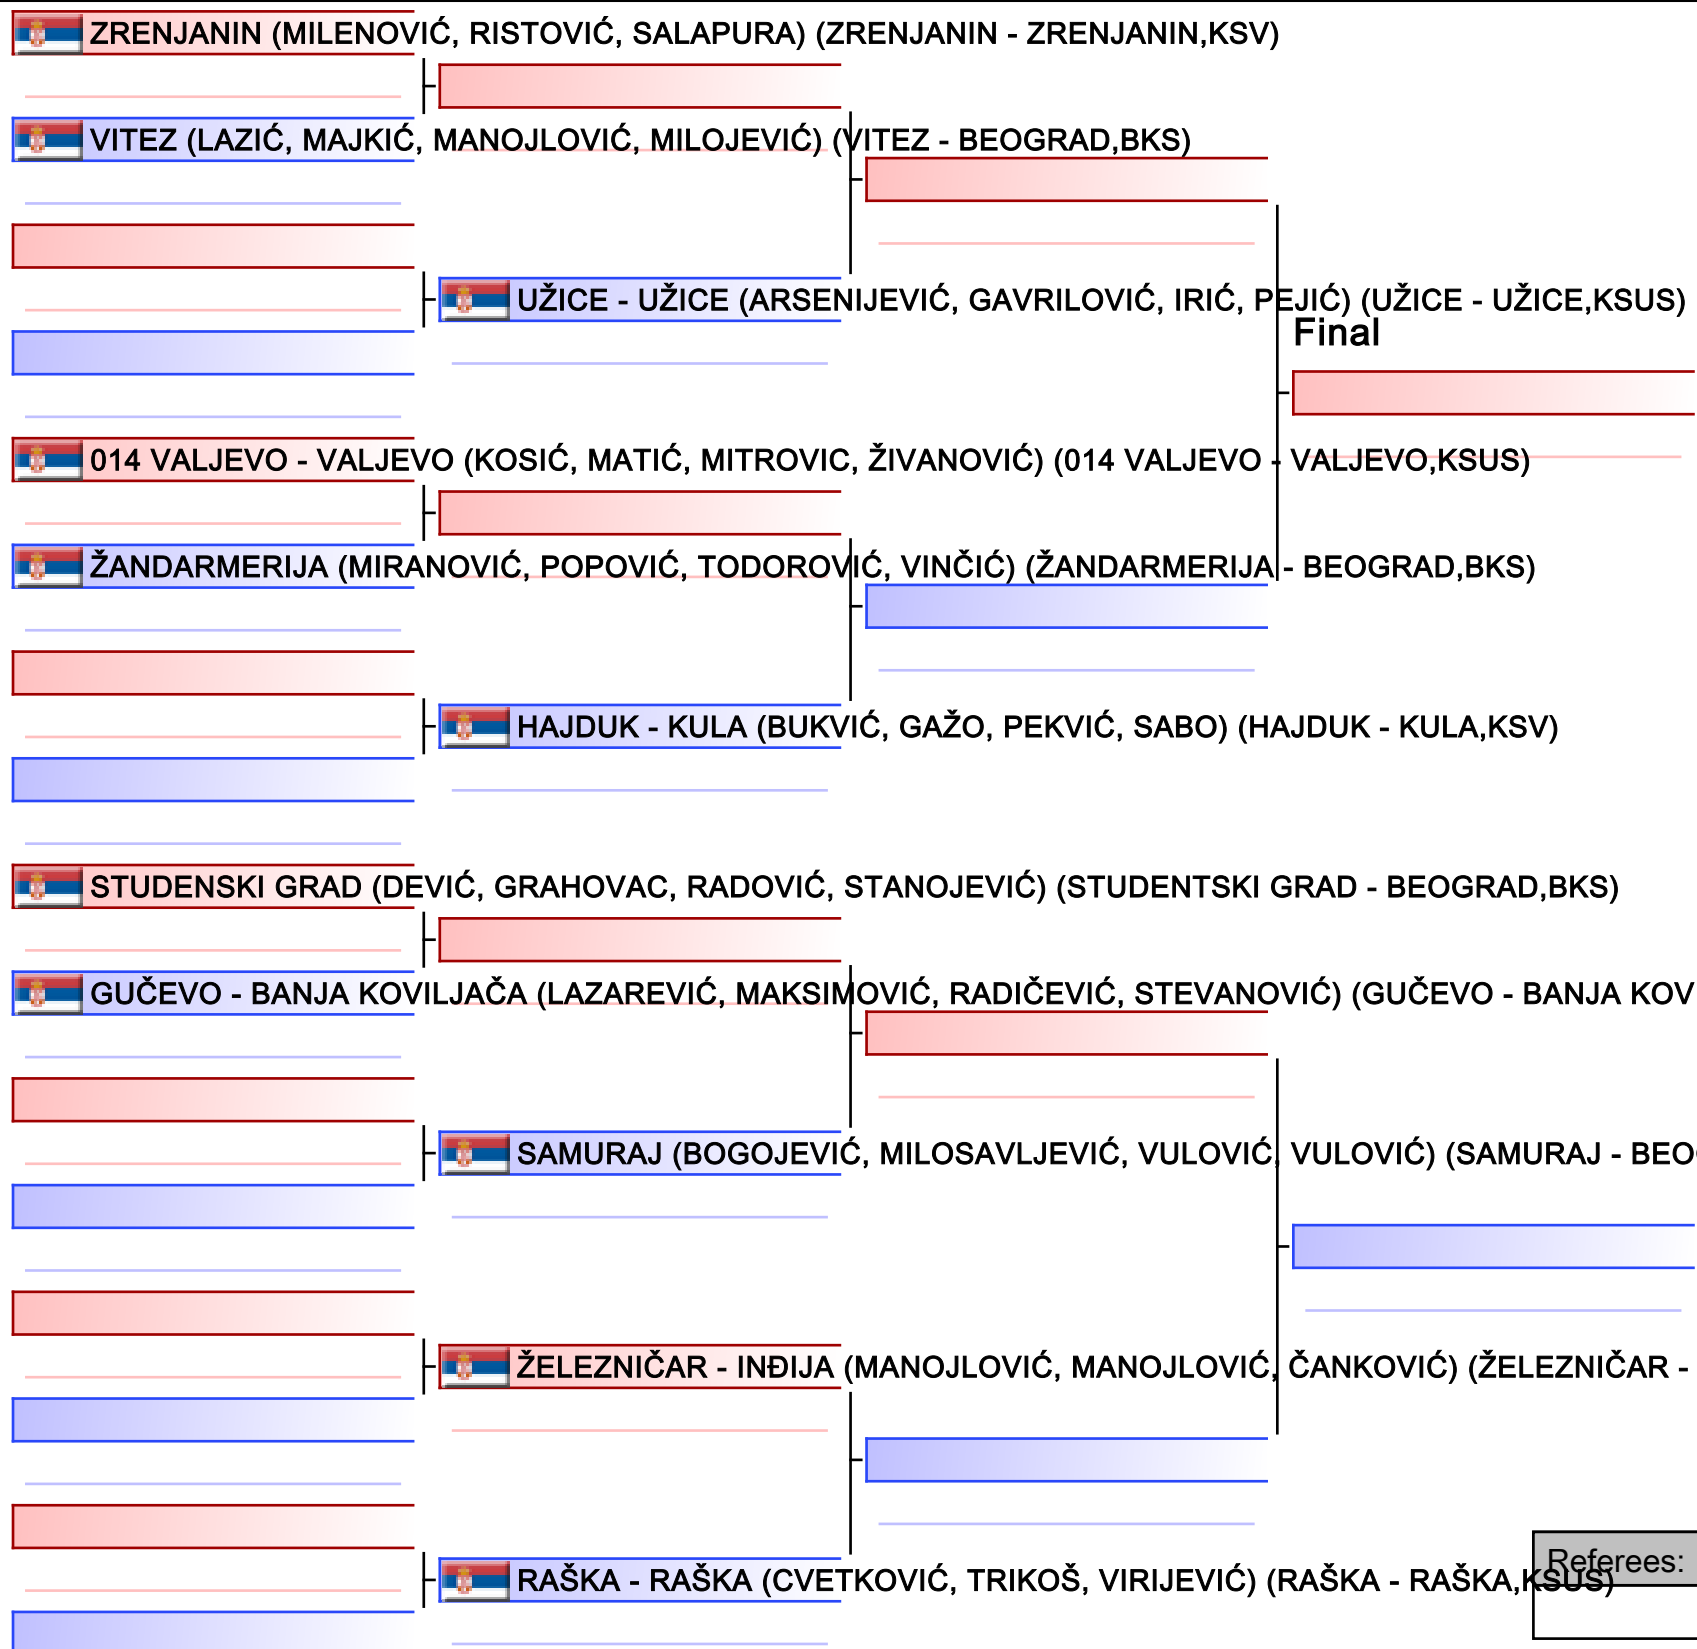 ZRENJANIN (MILENOVIĆ, RISTOVIĆ, SALAPURA) (ZRENJANIN - ZRENJANIN,KSV)
VITEZ (LAZIĆ, MAJKIĆ, MANOJLOVIĆ, MILOJEVIĆ) (VITEZ - BEOGRAD,BKS)
UŽICE - UŽICE (ARSENIJEVIĆ, GAVRILOVIĆ, IRIĆ, PEJIĆ) (UŽICE - UŽICE,KSUS)
Final
014 VALJEVO - VALJEVO (KOSIĆ, MATIĆ, MITROVIC, ŽIVANOVIĆ) (014 VALJEVO - VALJEVO,KSUS)
ŽANDARMERIJA (MIRANOVIĆ, POPOVIĆ, TODOROVIĆ, VINČIĆ) (ŽANDARMERIJA - BEOGRAD,BKS)
HAJDUK - KULA (BUKVIĆ, GAŽO, PEKVIĆ, SABO) (HAJDUK - KULA,KSV)
STUDENSKI GRAD (DEVIĆ, GRAHOVAC, RADOVIĆ, STANOJEVIĆ) (STUDENTSKI GRAD - BEOGRAD,BKS)
GUČEVO - BANJA KOVILJAČA (LAZAREVIĆ, MAKSIMOVIĆ, RADIČEVIĆ, STEVANOVIĆ) (GUČEVO - BANJA KOV
SAMURAJ (BOGOJEVIĆ, MILOSAVLJEVIĆ, VULOVIĆ, VULOVIĆ) (SAMURAJ - BEO
ŽELEZNIČAR - INĐIJA (MANOJLOVIĆ, MANOJLOVIĆ, ČANKOVIĆ) (ŽELEZNIČAR -
RAŠKA - RAŠKA (CVETKOVIĆ, TRIKOŠ, VIRIJEVIĆ) (RAŠKA - RAŠKA,KSUS)
Referees: